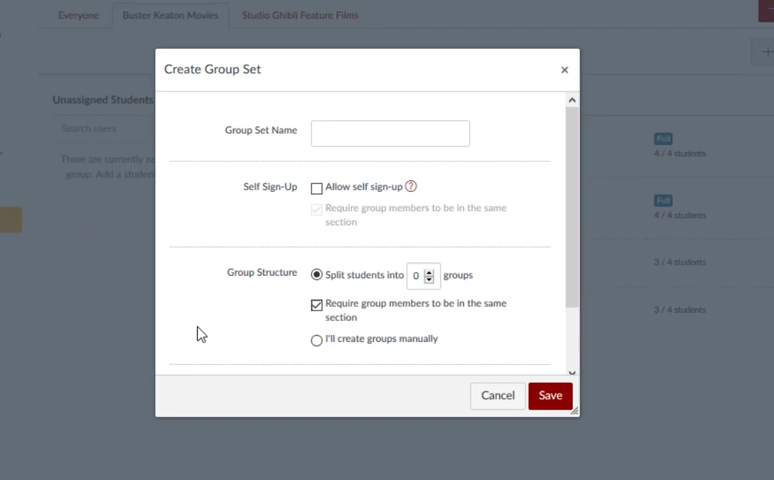 Everyone
Buster Keaton Movies
Studio Ghibli Feature Films
Create Group Set
×
Unassigned Students
Search users
There are currently no
group. Add a student
Group Set Name
Self Sign-Up
Allow self sign-up ?
Require group members to be in the same
section
Group Structure
Split students into 0 groups
Require group members to be in the same
section
I'll create groups manually
Cancel
Save
Full
4 / 4 students
Full
4 / 4 students
3 / 4 students
3 / 4 students